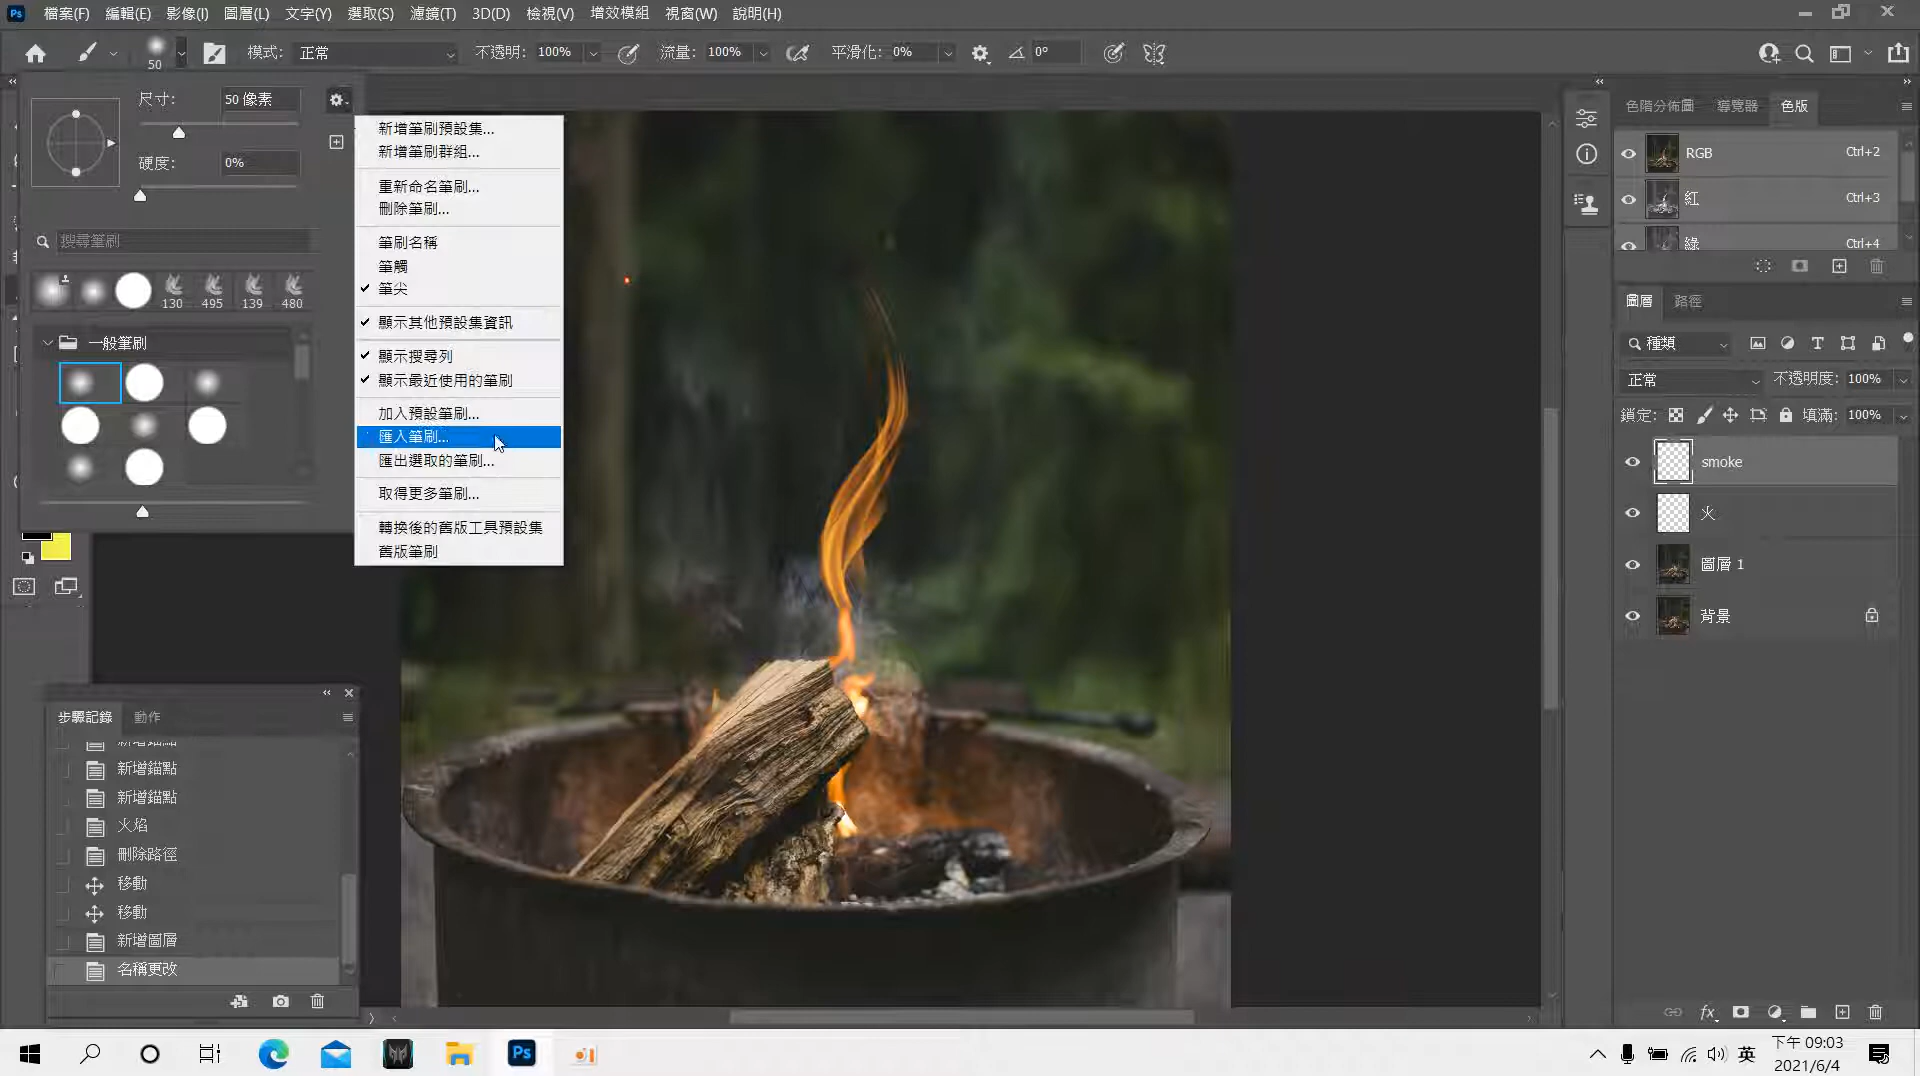 Ps 檔案(F) 編輯(E) 影像(I) 圖層(L) 文字(Y) 選取(S) 濾鏡(T) 3D(D) 檢視(V) 增效模組 視窗(W) 說明(H)
50 模式: 正常 不透明: 100% 流量: 100% 平滑化: 0% 0°
尺寸: 50 像素
硬度: 0%
搜尋筆刷
130 495 139 480
一般筆刷
新增筆刷預設集...
新增筆刷群組...
重新命名筆刷...
刪除筆刷...
筆刷名稱
筆觸
筆尖
顯示其他預設集資訊
顯示搜尋列
顯示最近使用的筆刷
加入預設筆刷...
匯入筆刷...
匯出選取的筆刷...
取得更多筆刷...
轉換後的舊版工具預設集
舊版筆刷
步驟記錄 動作
新增錨點
新增錨點
新增錨點
火焰
刪除路徑
移動
移動
新增圖層
名稱更改
色階分佈圖 導覽器 色版
RGB Ctrl+2
紅 Ctrl+3
綠 Ctrl+4
圖層 路徑
種類
正常 不透明度: 100%
鎖定: 填滿: 100%
smoke
火
圖層 1
背景
fx
Ps
英 下午 09:03
2021/6/4